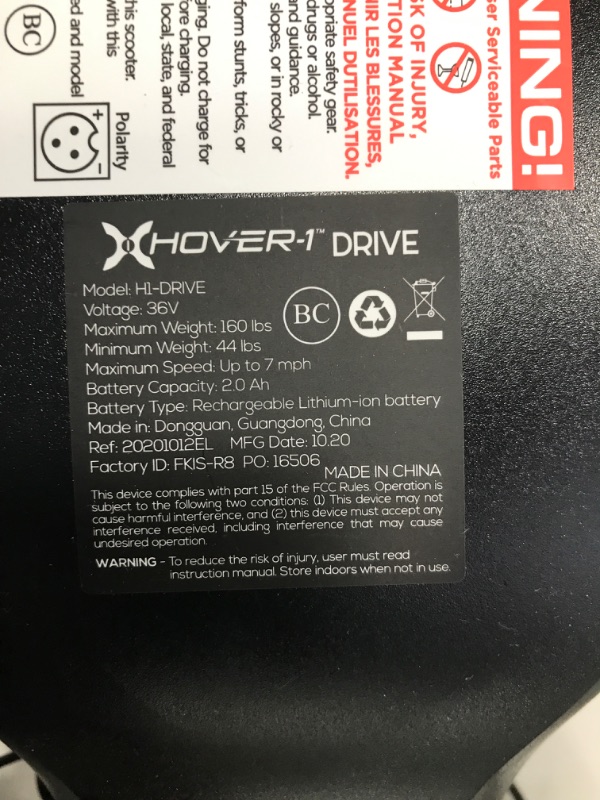 NING!
ser Serviceable Parts
SK OF INJURY,
TION MANUAL
NIR LES BLESSURES,
NUEL DUTILISATION.
opriate safety gear.
drugs or alcohol.
and guidance.
slopes, or in rocky or
form stunts, tricks, or
ging. Do not charge for
ore charging.
local, state, and federal
his scooter.
with this
ed and model
BC
Polarity
+ -
HOVER-1™ DRIVE
Model: H1-DRIVE
Voltage: 36V
Maximum Weight: 160 lbs
Minimum Weight: 44 lbs
Maximum Speed: Up to 7 mph
Battery Capacity: 2.0 Ah
Battery Type: Rechargeable Lithium-ion battery
Made in: Dongguan, Guangdong, China
Ref: 20201012EL MFG Date: 10.20
Factory ID: FKIS-R8 PO: 16506
BC
MADE IN CHINA
This device complies with part 15 of the FCC Rules. Operation is
subject to the following two conditions: (1) This device may not
cause harmful interference, and (2) this device must accept any
interference received, including interference that may cause
undesired operation.
WARNING - To reduce the risk of injury, user must read
instruction manual. Store indoors when not in use.